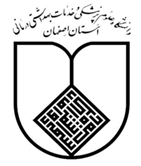 دانشگاه علوم پزشکی و خدمات بهداشتی درمانی
استان اصفهان